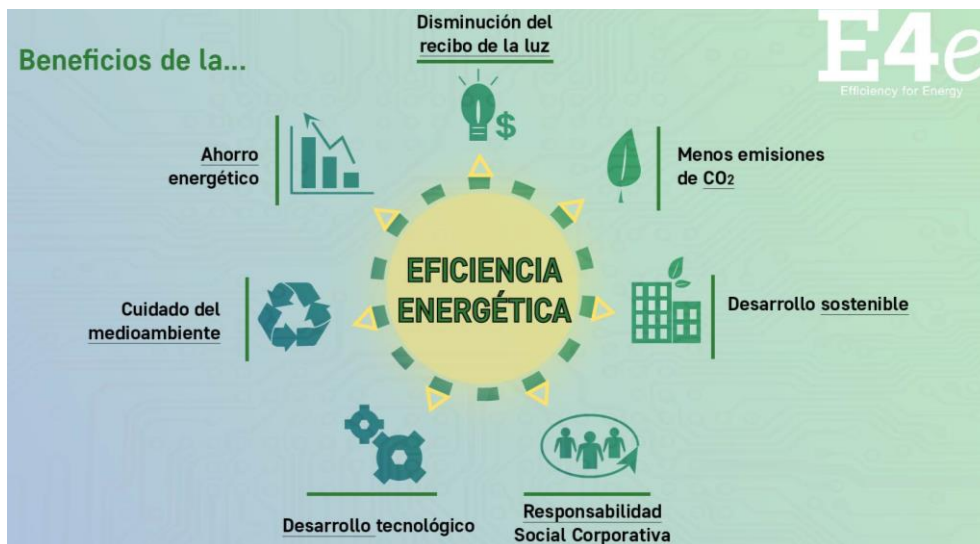 Beneficios de la...
Disminución del
recibo de la luz
E4e
Efficiency for Energy
$
Ahorro
energético
Menos emisiones
de CO₂
EFICIENCIA
ENERGÉTICA
Cuidado del
medioambiente
Desarrollo sostenible
Desarrollo tecnológico
Responsabilidad
Social Corporativa